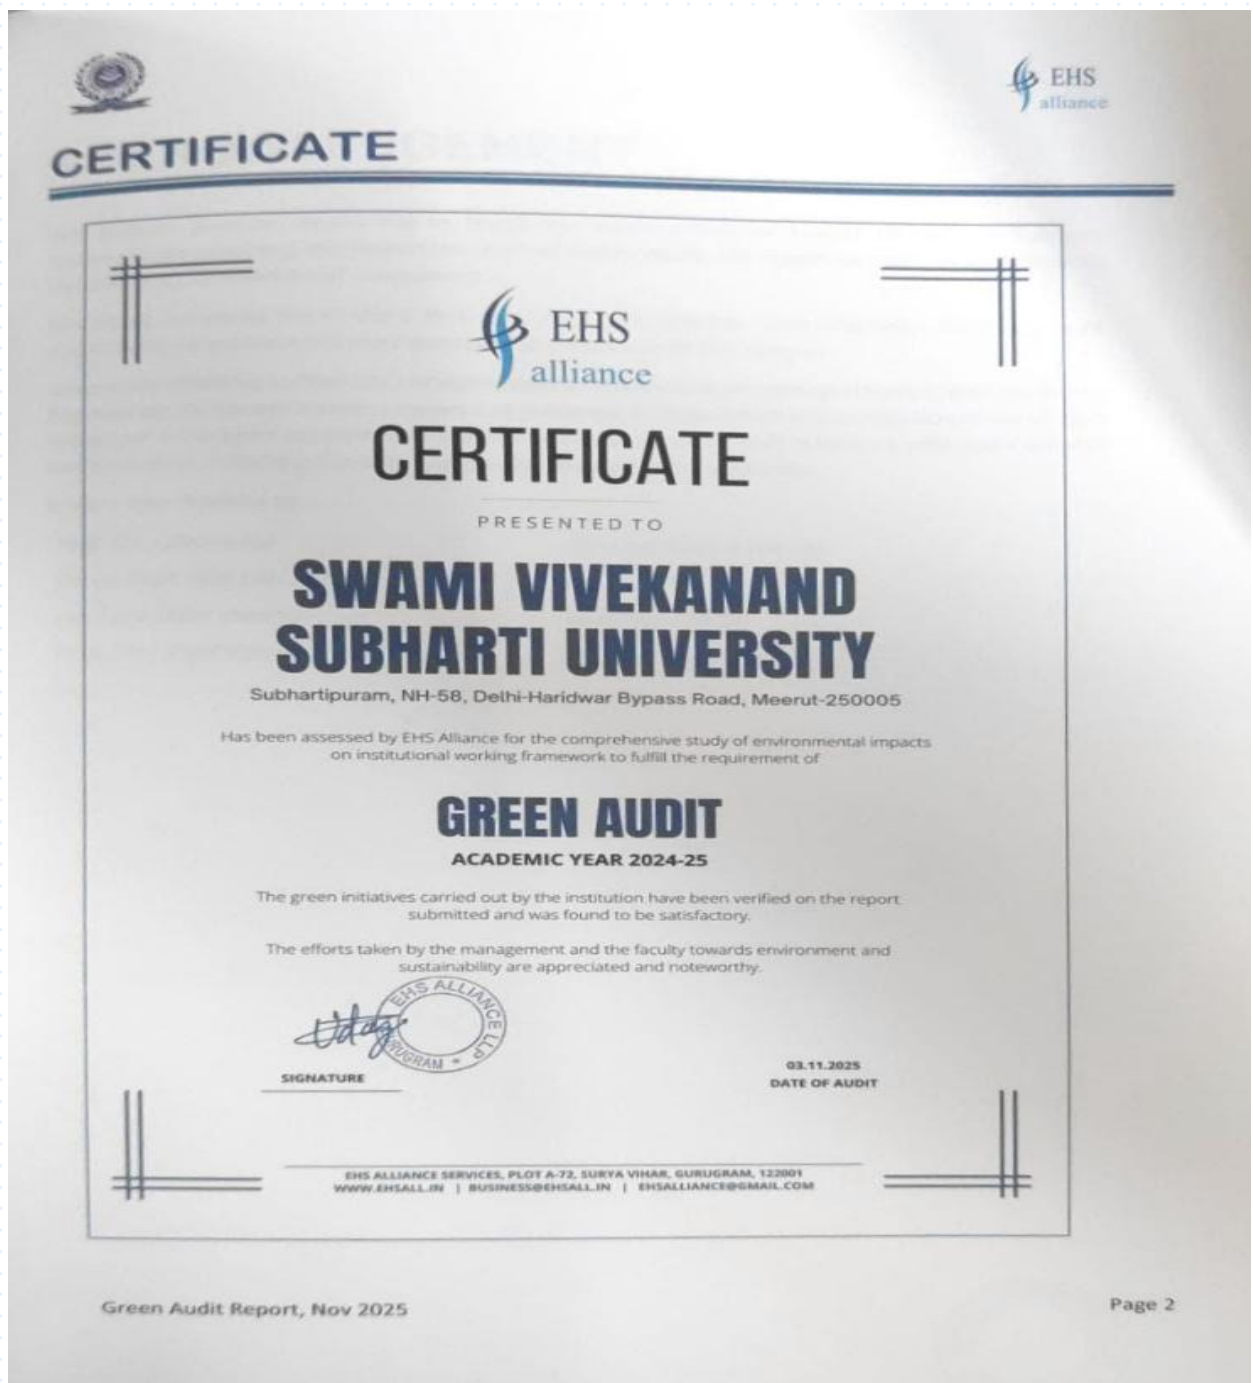 EHS
alliance
CERTIFICATE
EHS
alliance
CERTIFICATE
PRESENTED TO
SWAMI VIVEKANAND
SUBHARTI UNIVERSITY
Subhartipuram, NH-58, Delhi-Haridwar Bypass Road, Meerut-250005
Has been assessed by EHS Alliance for the comprehensive study of environmental impacts
on institutional working framework to fulfill the requirement of
GREEN AUDIT
ACADEMIC YEAR 2024-25
The green initiatives carried out by the institution have been verified on the report
submitted and was found to be satisfactory.
The efforts taken by the management and the faculty towards environment and
sustainability are appreciated and noteworthy.
EHS ALLIANCE LLP
SIGNATURE
03.11.2025
DATE OF AUDIT
EHS ALLIANCE SERVICES, PLOT A-72, SURYA VIHAR, GURUGRAM, 122001
WWW.EHSALL.IN | BUSINESS@EHSALL.IN | EHSALLIANCE@GMAIL.COM
Green Audit Report, Nov 2025
Page 2